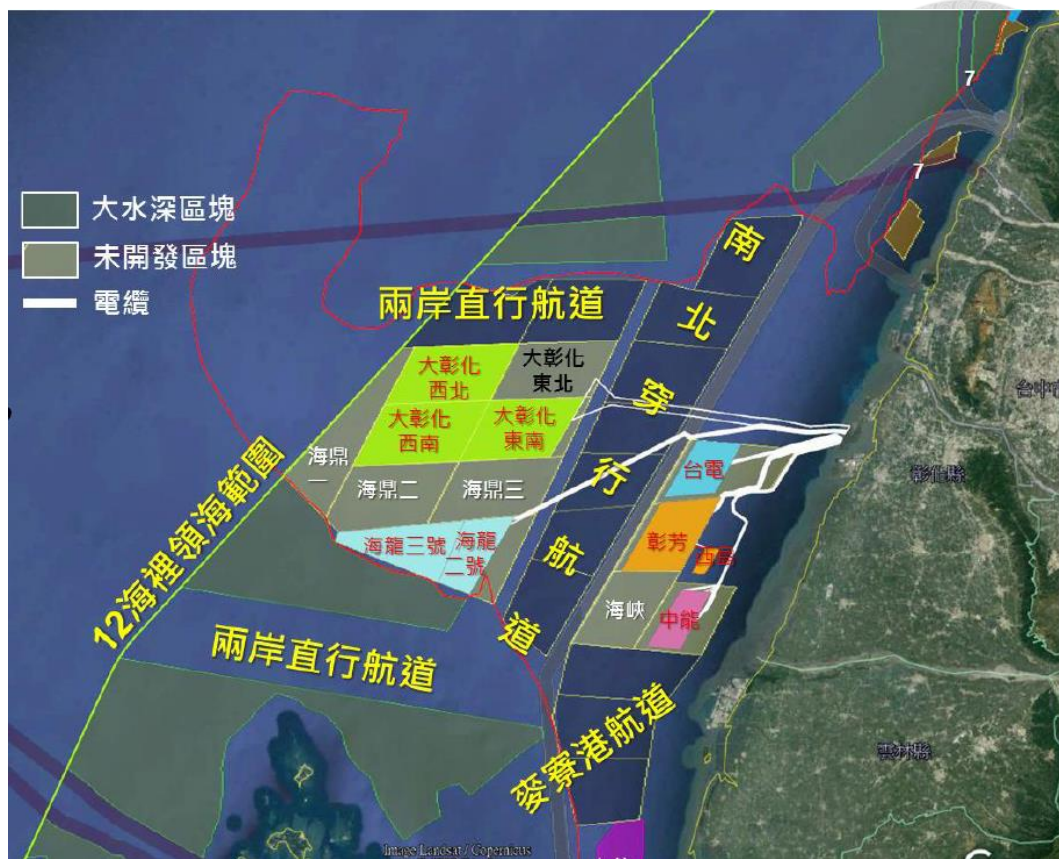 7
7
大水深區塊
未開發區塊
電纜
南北穿行航道
兩岸直行航道
大彰化
西北
大彰化
東北
大彰化
西南
大彰化
東南
台中市
海鼎
一
海鼎二
海鼎三
台電
彰化縣
12海裡領海範圍
海龍三號
海龍
二號
彰芳
西島
海峽
中能
兩岸直行航道
麥寮港航道
雲林縣
Image Landsat / Copernicus